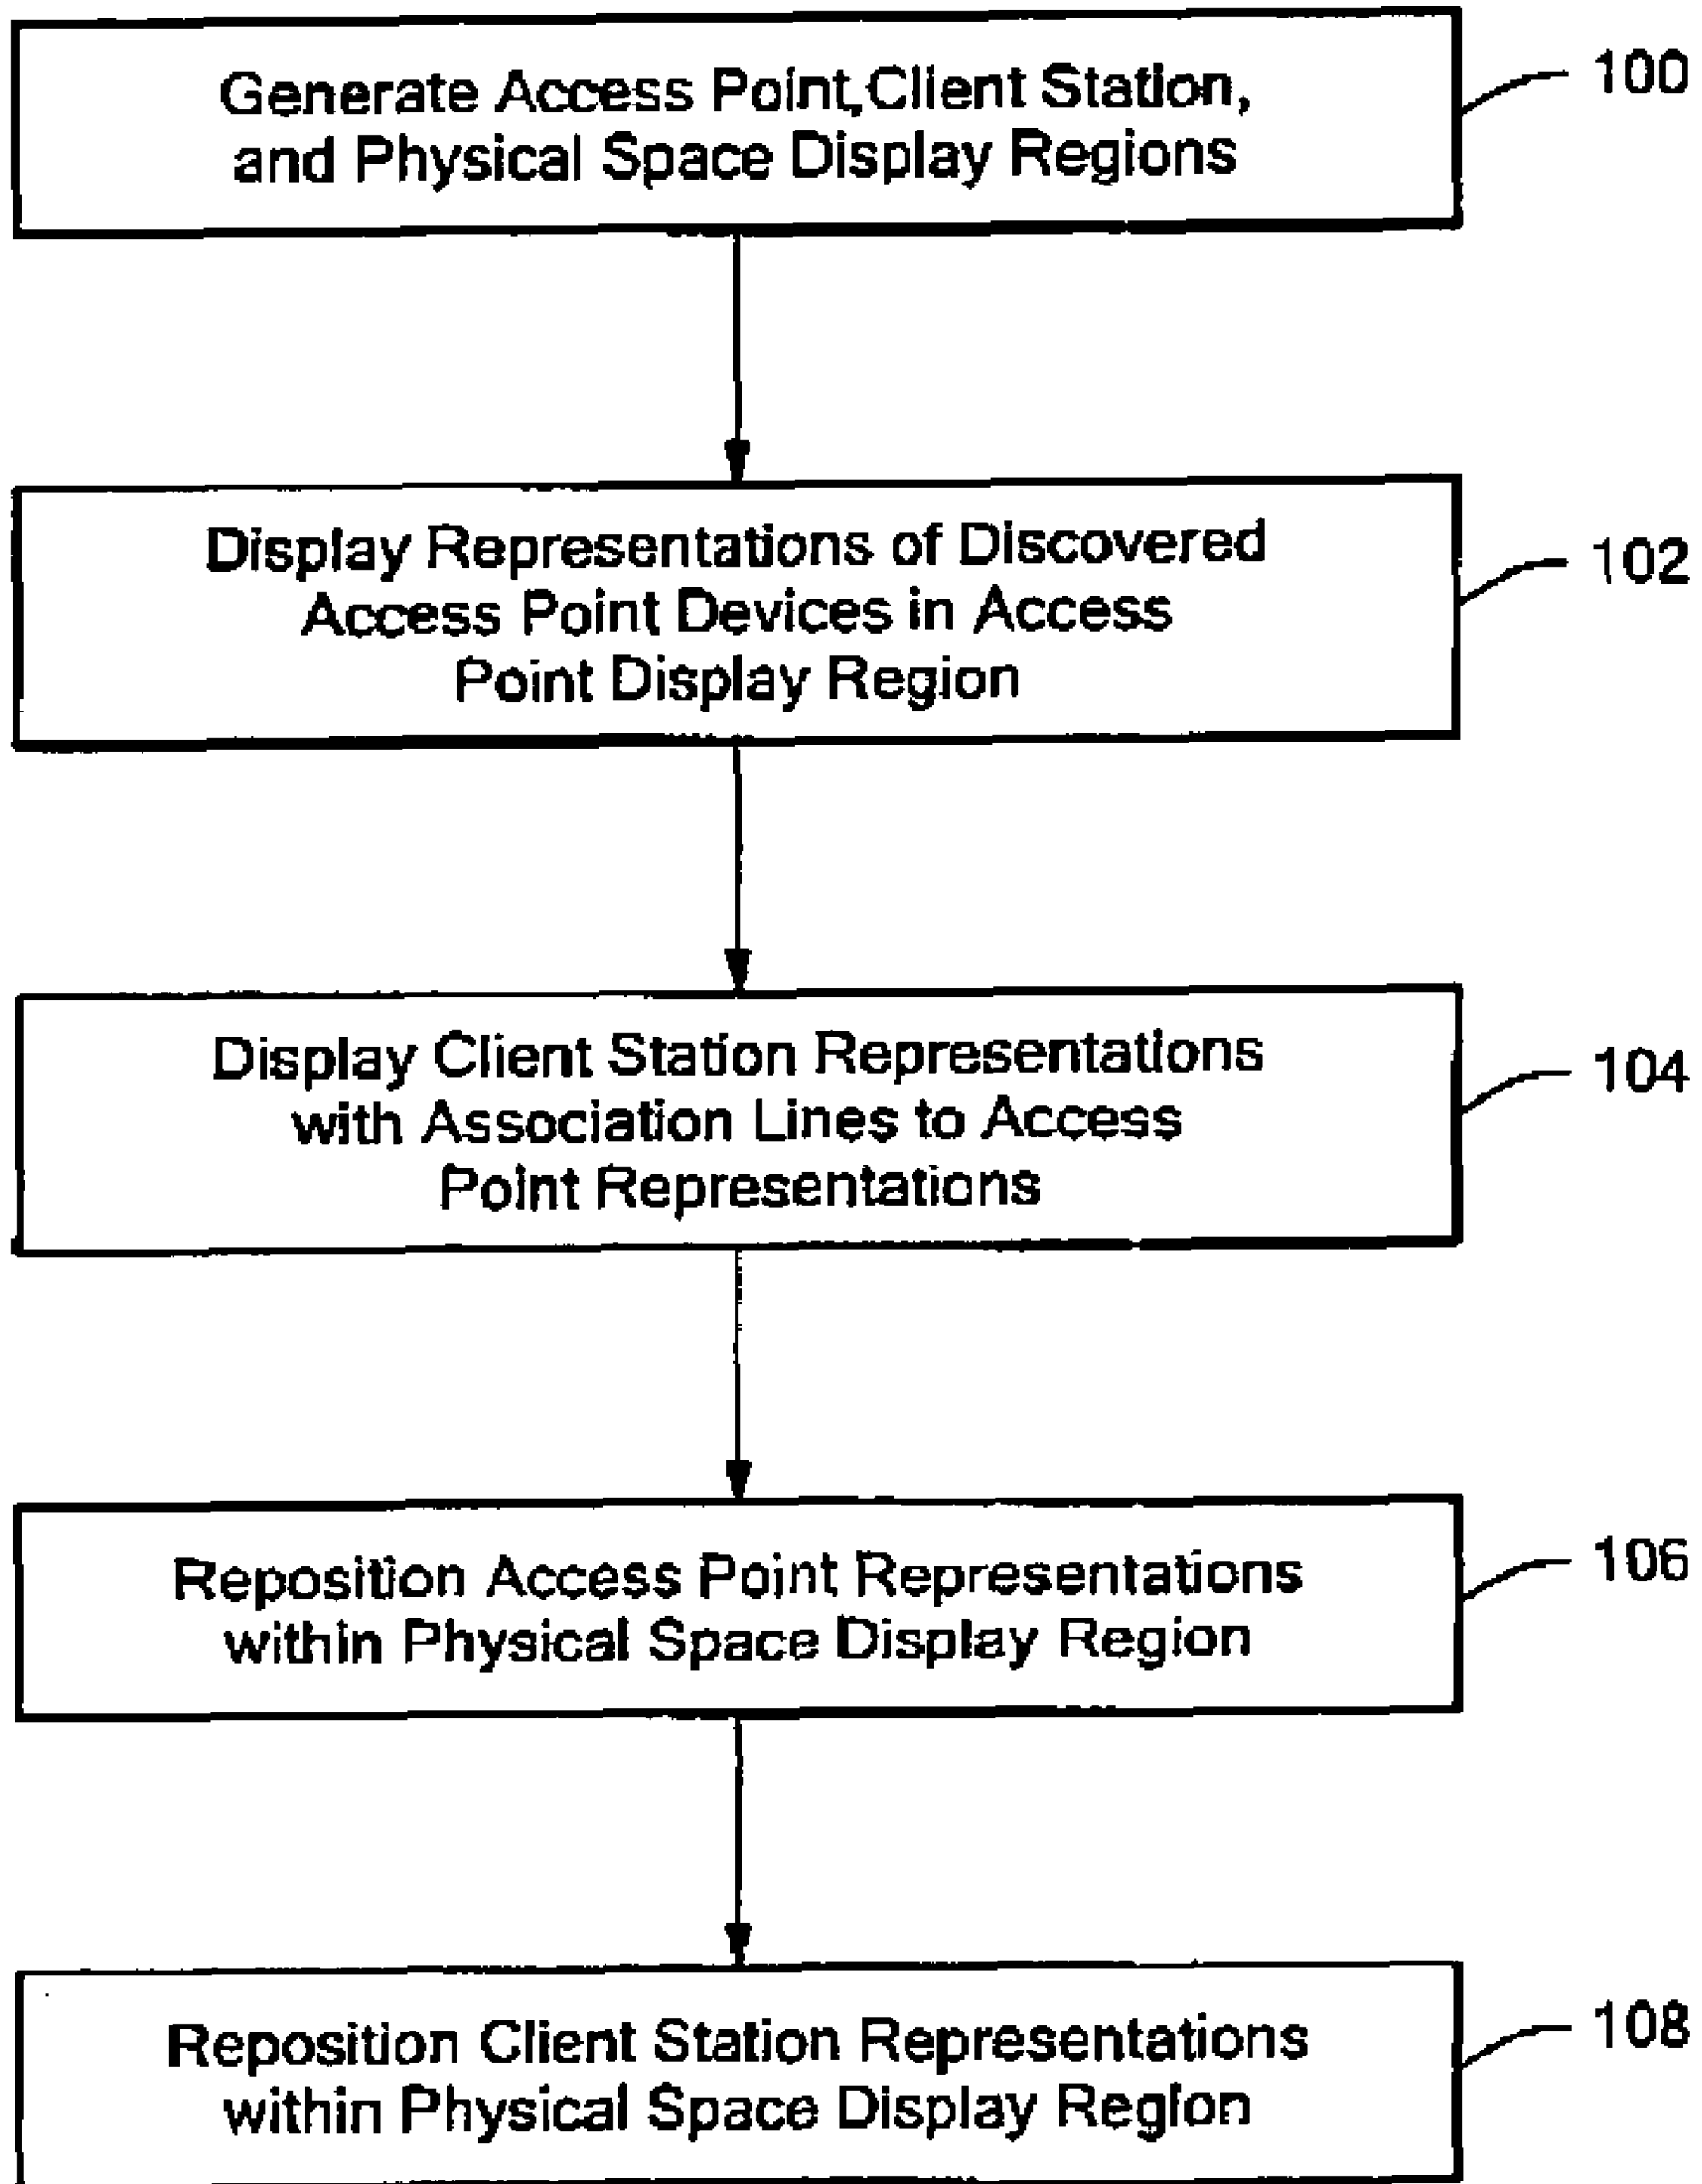 Generate Access Point, Client Station,
and Physical Space Display Regions
100
Display Representations of Discovered
Access Point Devices in Access
Point Display Region
102
Display Client Station Representations
with Association Lines to Access
Point Representations
104
Reposition Access Point Representations
within Physical Space Display Region
106
Reposition Client Station Representations
within Physical Space Display Region
108